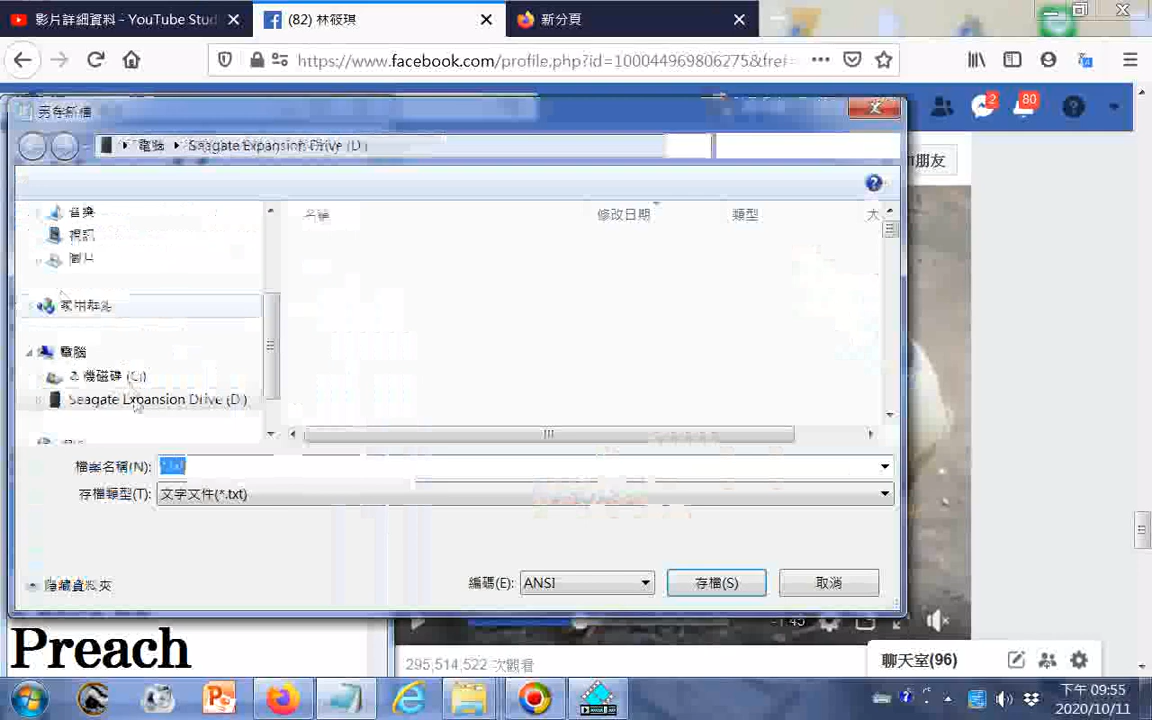 影片詳細資料 - YouTube Stud
(82) 林筱琪
新分頁
https://www.facebook.com/profile.php?id=100044969806275&fref=
另存新檔
2
80
電腦
Seagate Expansion Drive (D:)
朋友
音樂
視訊
圖片
名稱
修改日期
類型
大
家用群組
電腦
本機磁碟 (C:)
Seagate Expansion Drive (D:)
檔案名稱(N):
*.txt
存檔類型(T):
文字文件(*.txt)
隱藏資料夾
編碼(E):
ANSI
存檔(S)
取消
Preach
-1:45
295,514,522 次觀看
聊天室(96)
下午 09:55
2020/10/11